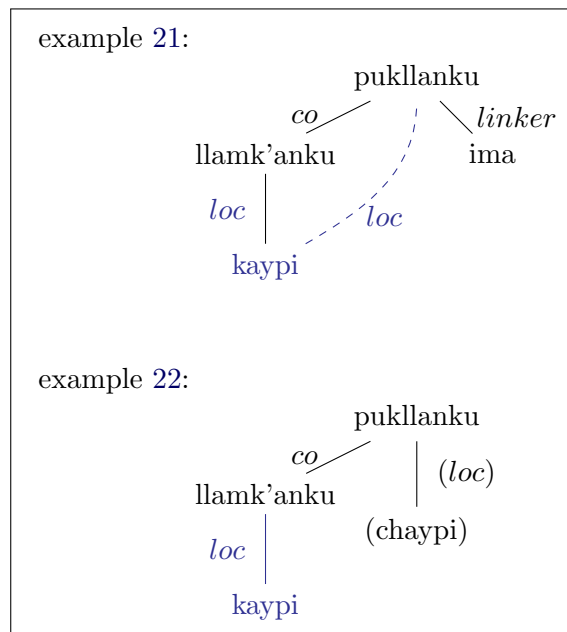 example 21:
pukllanku
co
linker
llamk'anku
ima
loc
loc
kaypi
example 22:
pukllanku
co
(loc)
llamk'anku
(chaypi)
loc
kaypi